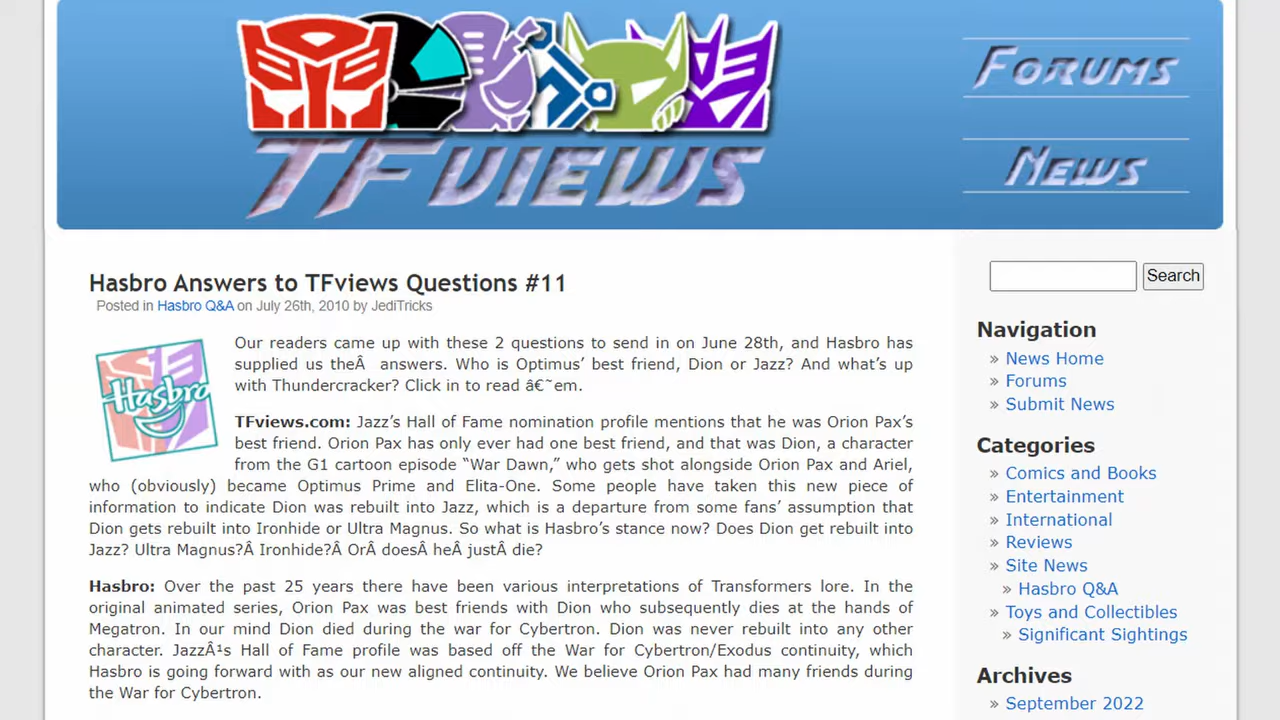 TFVIEWS
FORUMS
NEWS
Hasbro Answers to TFviews Questions #11
Posted in Hasbro Q&A on July 26th, 2010 by JediTricks
Hasbro
Our readers came up with these 2 questions to send in on June 28th, and Hasbro has
supplied us theÂ answers. Who is Optimus’ best friend, Dion or Jazz? And what’s up
with Thundercracker? Click in to read â€˜em.
TFviews.com: Jazz’s Hall of Fame nomination profile mentions that he was Orion Pax’s
best friend. Orion Pax has only ever had one best friend, and that was Dion, a character
from the G1 cartoon episode “War Dawn,” who gets shot alongside Orion Pax and Ariel,
who (obviously) became Optimus Prime and Elita-One. Some people have taken this new piece of
information to indicate Dion was rebuilt into Jazz, which is a departure from some fans’ assumption that
Dion gets rebuilt into Ironhide or Ultra Magnus. So what is Hasbro’s stance now? Does Dion get rebuilt into
Jazz? Ultra Magnus?Â Ironhide?Â OrÂ doesÂ heÂ justÂ die?
Hasbro: Over the past 25 years there have been various interpretations of Transformers lore. In the
original animated series, Orion Pax was best friends with Dion who subsequently dies at the hands of
Megatron. In our mind Dion died during the war for Cybertron. Dion was never rebuilt into any other
character. JazzÂ¹s Hall of Fame profile was based off the War for Cybertron/Exodus continuity, which
Hasbro is going forward with as our new aligned continuity. We believe Orion Pax had many friends during
the War for Cybertron.
Search
Navigation
» News Home
» Forums
» Submit News
Categories
» Comics and Books
» Entertainment
» International
» Reviews
» Site News
» Hasbro Q&A
» Toys and Collectibles
» Significant Sightings
Archives
» September 2022